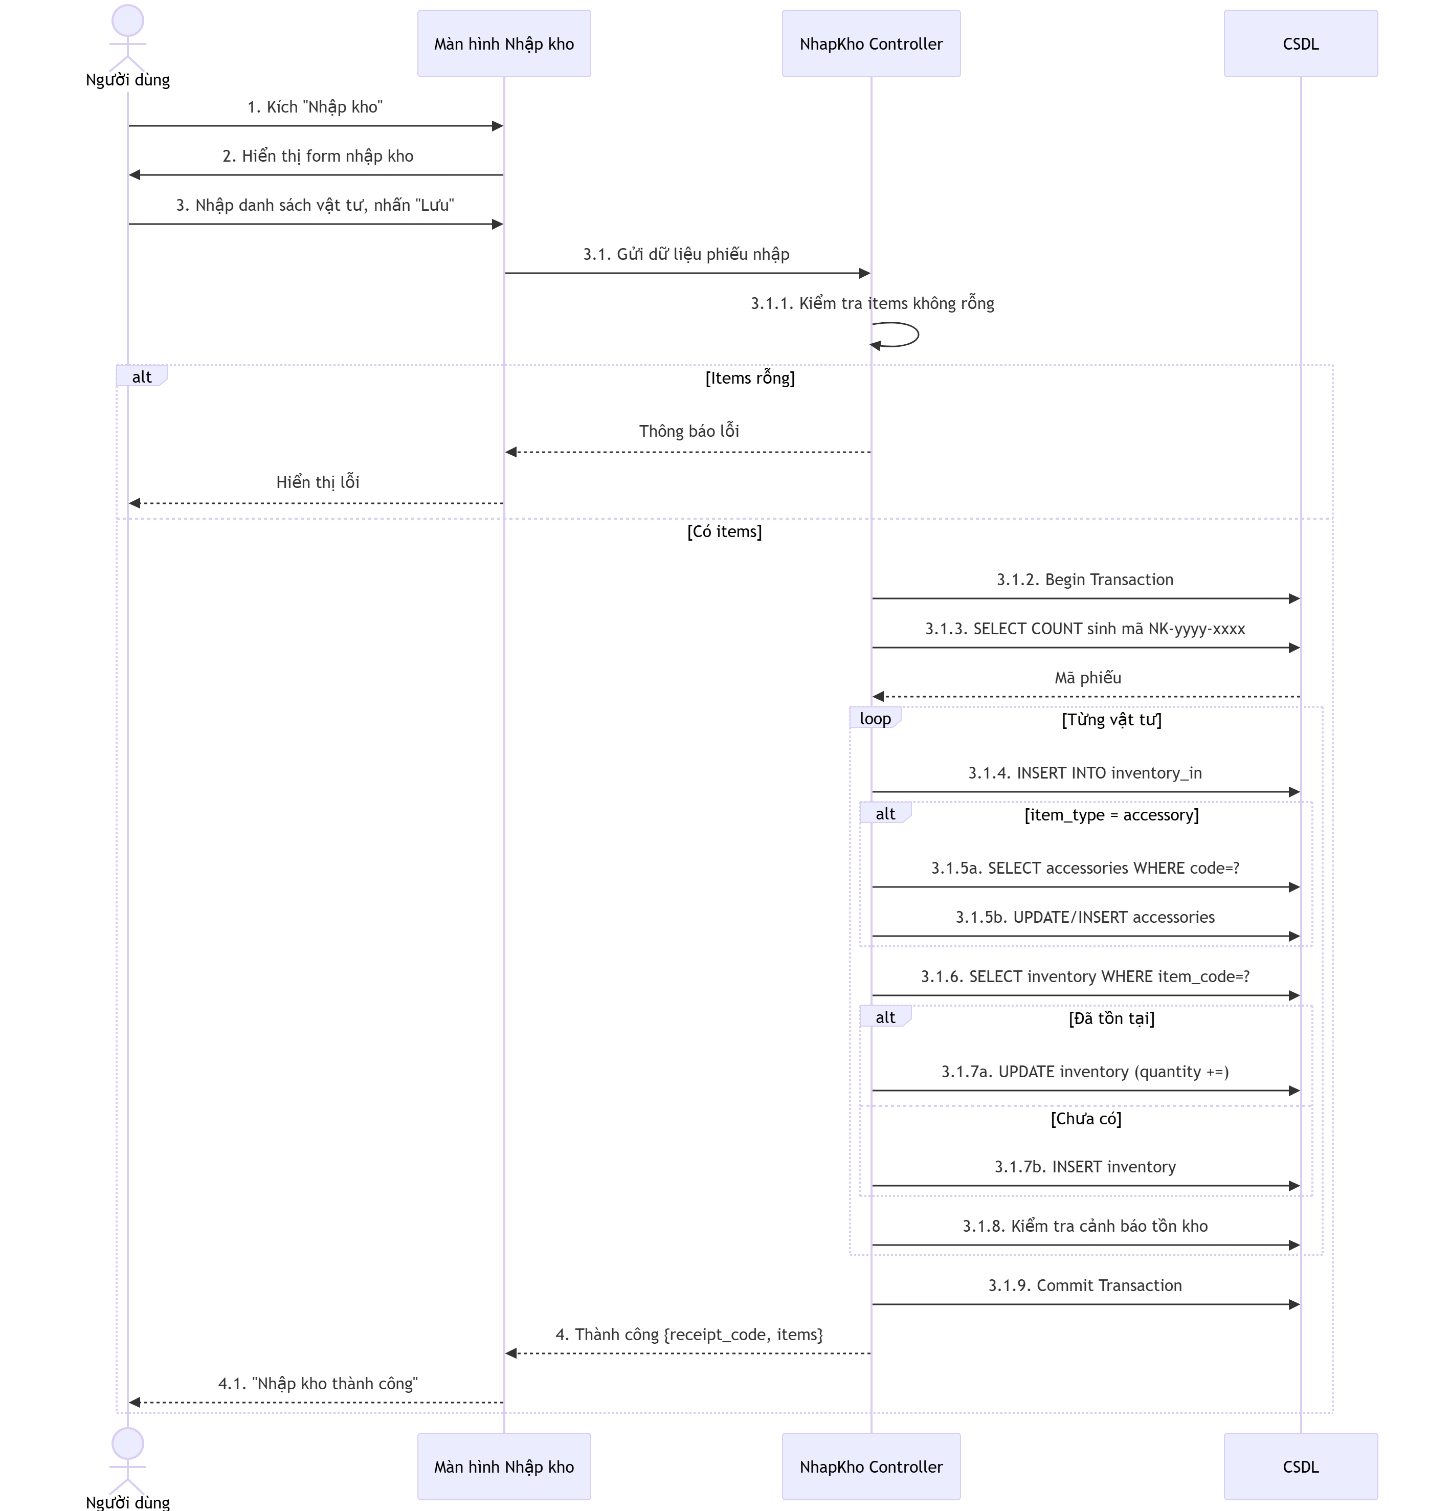 Người dùng
Màn hình Nhập kho
NhapKho Controller
CSDL
1. Kích "Nhập kho"
2. Hiển thị form nhập kho
3. Nhập danh sách vật tư, nhấn "Lưu"
3.1. Gửi dữ liệu phiếu nhập
3.1.1. Kiểm tra items không rỗng
alt
[Items rỗng]
Thông báo lỗi
Hiển thị lỗi
[Có items]
3.1.2. Begin Transaction
3.1.3. SELECT COUNT sinh mã NK-yyyy-xxxx
Mã phiếu
loop
[Từng vật tư]
3.1.4. INSERT INTO inventory_in
alt
[item_type = accessory]
3.1.5a. SELECT accessories WHERE code=?
3.1.5b. UPDATE/INSERT accessories
3.1.6. SELECT inventory WHERE item_code=?
alt
[Đã tồn tại]
3.1.7a. UPDATE inventory (quantity +=)
[Chưa có]
3.1.7b. INSERT inventory
3.1.8. Kiểm tra cảnh báo tồn kho
3.1.9. Commit Transaction
4. Thành công {receipt_code, items}
4.1. "Nhập kho thành công"
Người dùng
Màn hình Nhập kho
NhapKho Controller
CSDL